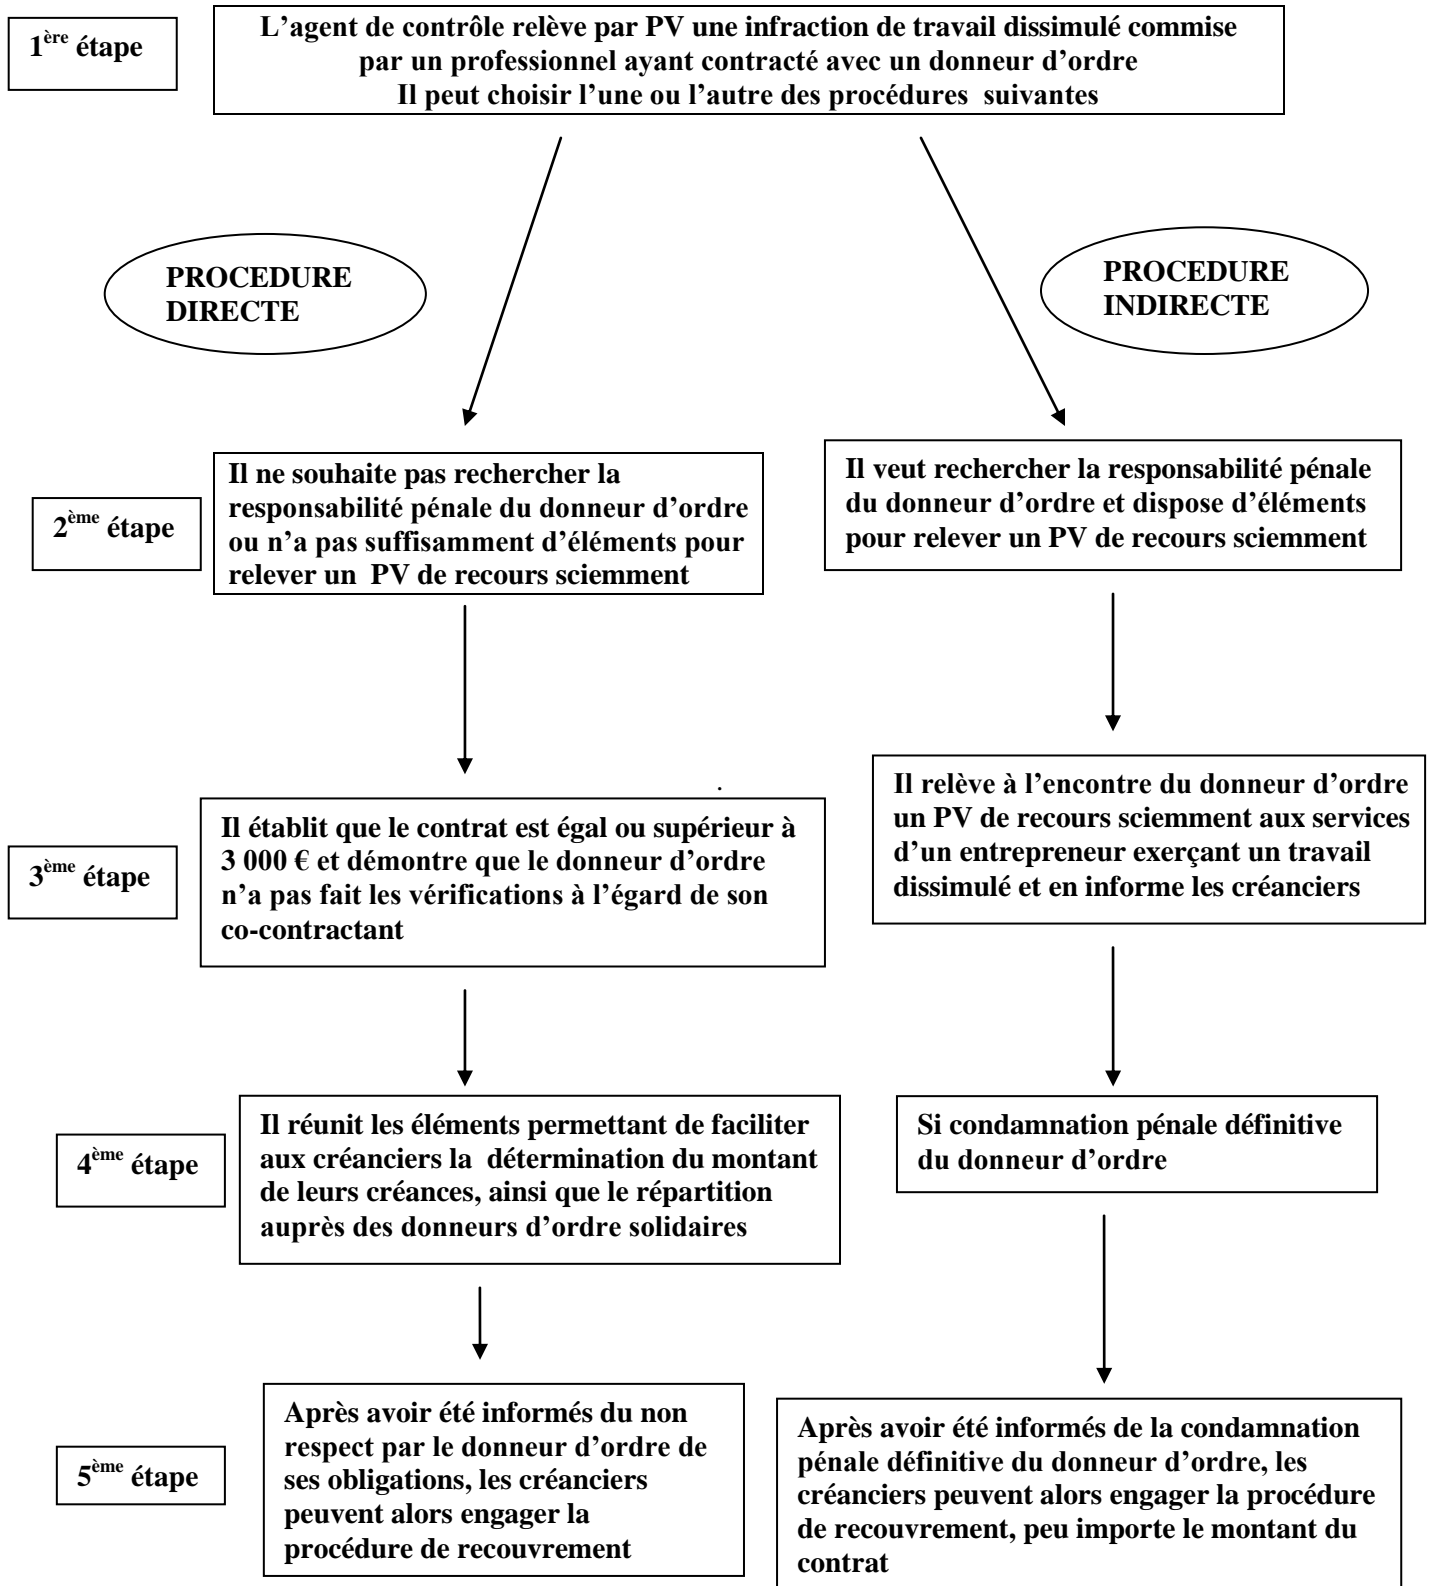 1ère étape
L’agent de contrôle relève par PV une infraction de travail dissimulé commise
par un professionnel ayant contracté avec un donneur d’ordre
Il peut choisir l’une ou l’autre des procédures suivantes
PROCEDURE
DIRECTE
PROCEDURE
INDIRECTE
2ème étape
Il ne souhaite pas rechercher la
responsabilité pénale du donneur d’ordre
ou n’a pas suffisamment d’éléments pour
relever un PV de recours sciemment
Il veut rechercher la responsabilité pénale
du donneur d’ordre et dispose d’éléments
pour relever un PV de recours sciemment
3ème étape
.
Il établit que le contrat est égal ou supérieur à
3 000 € et démontre que le donneur d’ordre
n’a pas fait les vérifications à l’égard de son
co-contractant
Il relève à l’encontre du donneur d’ordre
un PV de recours sciemment aux services
d’un entrepreneur exerçant un travail
dissimulé et en informe les créanciers
4ème étape
Il réunit les éléments permettant de faciliter
aux créanciers la détermination du montant
de leurs créances, ainsi que le répartition
auprès des donneurs d’ordre solidaires
Si condamnation pénale définitive
du donneur d’ordre
5ème étape
Après avoir été informés du non
respect par le donneur d’ordre de
ses obligations, les créanciers
peuvent alors engager la
procédure de recouvrement
Après avoir été informés de la condamnation
pénale définitive du donneur d’ordre, les
créanciers peuvent alors engager la procédure
de recouvrement, peu importe le montant du
contrat